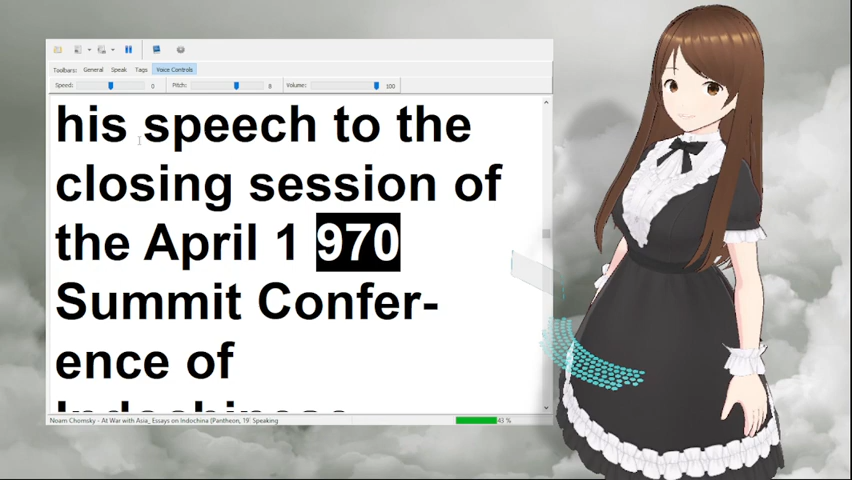 Toolbars: General Speak Tags Voice Controls
Speed: 0 Pitch: 8 Volume: 100
his speech to the
closing session of
the April 1 970
Summit Confer-
ence of
Indochinese
Noam Chomsky - At War with Asia_ Essays on Indochina (Pantheon, 19 Speaking 43 %